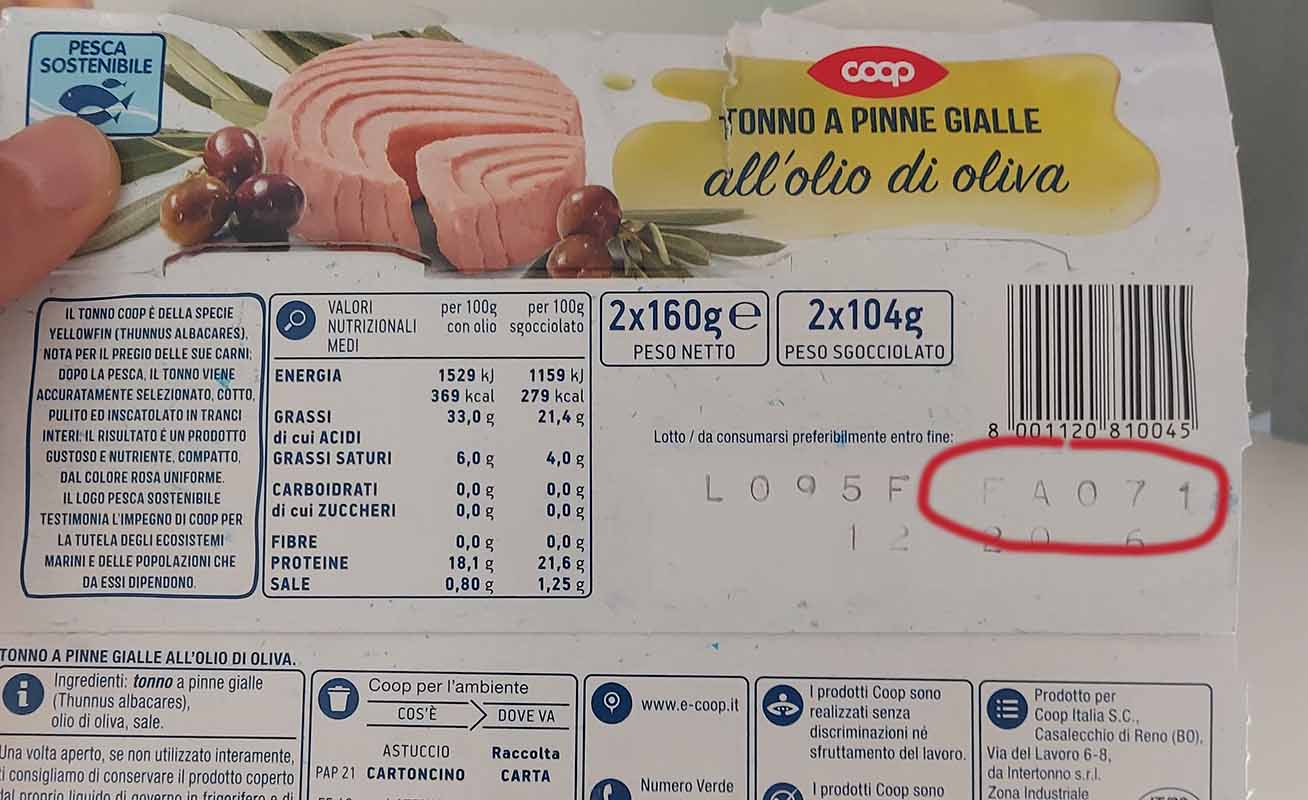 PESCA
SOSTENIBILE
coop
TONNO A PINNE GIALLE
all'olio di oliva
IL TONNO COOP È DELLA SPECIE
YELLOWFIN (THUNNUS ALBACARES),
NOTA PER IL PREGIO DELLE SUE CARNI:
DOPO LA PESCA, IL TONNO VIENE
ACCURATAMENTE SELEZIONATO, COTTO,
PULITO ED INSCATOLATO IN TRANCI
INTERI: IL RISULTATO È UN PRODOTTO
GUSTOSO E NUTRIENTE, COMPATTO,
DAL COLORE ROSA UNIFORME.
IL LOGO PESCA SOSTENIBILE
TESTIMONIA L'IMPEGNO DI COOP PER
LA TUTELA DEGLI ECOSISTEMI
MARINI E DELLE POPOLAZIONI CHE
DA ESSI DIPENDONO.
VALORI NUTRIZIONALI MEDI per 100g con olio per 100g sgocciolato
ENERGIA 1529 kJ 1159 kJ
369 kcal 279 kcal
GRASSI 33,0 g 21,4 g
di cui ACIDI
GRASSI SATURI 6,0 g 4,0 g
CARBOIDRATI 0,0 g 0,0 g
di cui ZUCCHERI 0,0 g 0,0 g
FIBRE 0,0 g 0,0 g
PROTEINE 18,1 g 21,6 g
SALE 0,80 g 1,25 g
2x160g e
PESO NETTO
2x104g
PESO SGOCCIOLATO
Lotto / da consumarsi preferibilmente entro fine:
8 001120 810045
L095F FA071
12 20 6
TONNO A PINNE GIALLE ALL'OLIO DI OLIVA.
i
Ingredienti: tonno a pinne gialle
(Thunnus albacares),
olio di oliva, sale.
Una volta aperto, se non utilizzato interamente,
ti consigliamo di conservare il prodotto coperto
dal proprio liquido di governo in frigorifero e di
Coop per l'ambiente
COS'È DOVE VA
ASTUCCIO Raccolta
PAP 21 CARTONCINO CARTA
www.e-coop.it
Numero Verde
I prodotti Coop sono
realizzati senza
discriminazioni né
sfruttamento del lavoro.
I prodotti Coop sono
Prodotto per
Coop Italia S.C.,
Casalecchio di Reno (BO),
Via del Lavoro 6-8,
da Intertonno s.r.l.
Zona Industriale